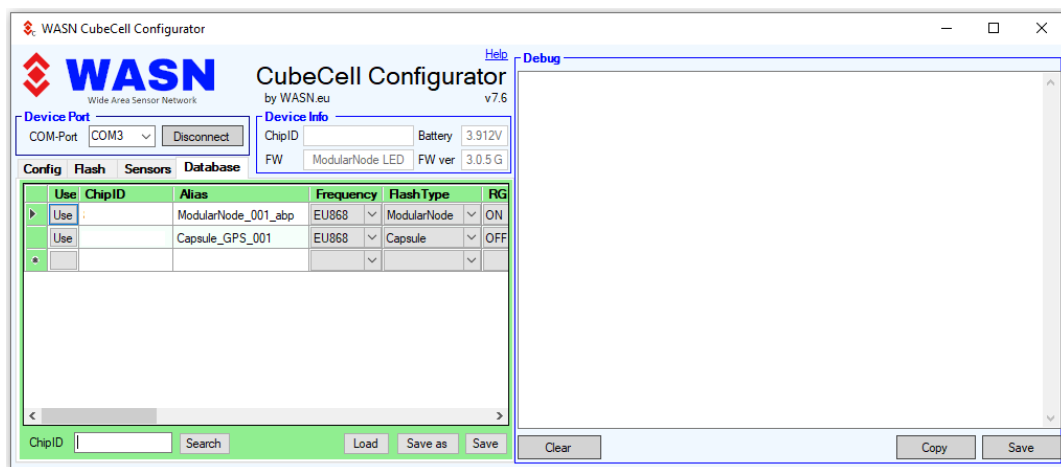 WASN CubeCell Configurator
WASN
Wide Area Sensor Network
CubeCell Configurator
by WASN.eu
v7.6
Help
Device Port
COM-Port COM3 Disconnect
Device Info
ChipID Battery 3.912V
FW ModularNode LED FW ver 3.0.5 G
Config Flash Sensors Database
Use ChipID Alias Frequency FlashType RG
Use ModularNode_001_abp EU868 ModularNode ON
Use Capsule_GPS_001 EU868 Capsule OFF
ChipID Search Load Save as Save
Debug
Clear Copy Save